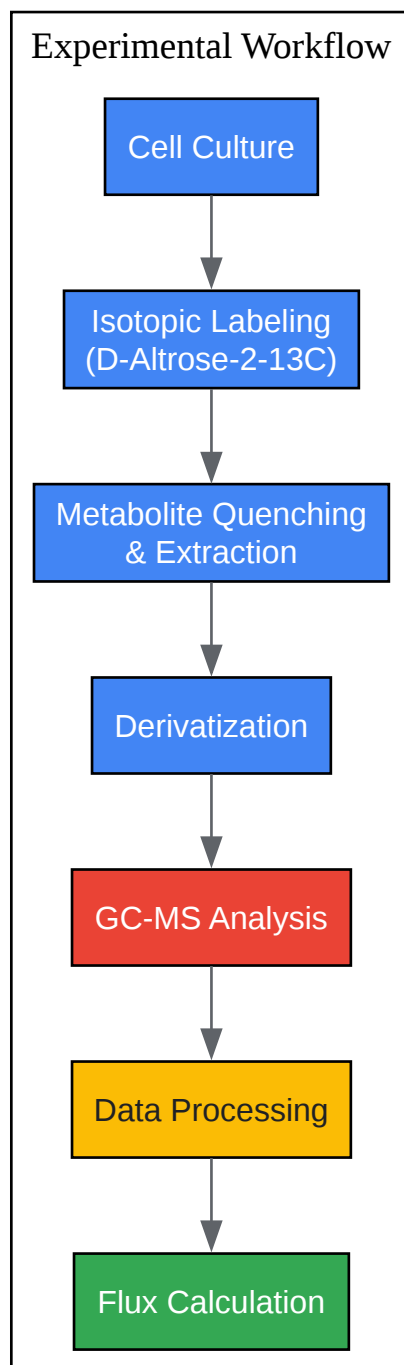 Experimental Workflow
Cell Culture
Isotopic Labeling
(D-Altrose-2-13C)
Metabolite Quenching
& Extraction
Derivatization
GC-MS Analysis
Data Processing
Flux Calculation